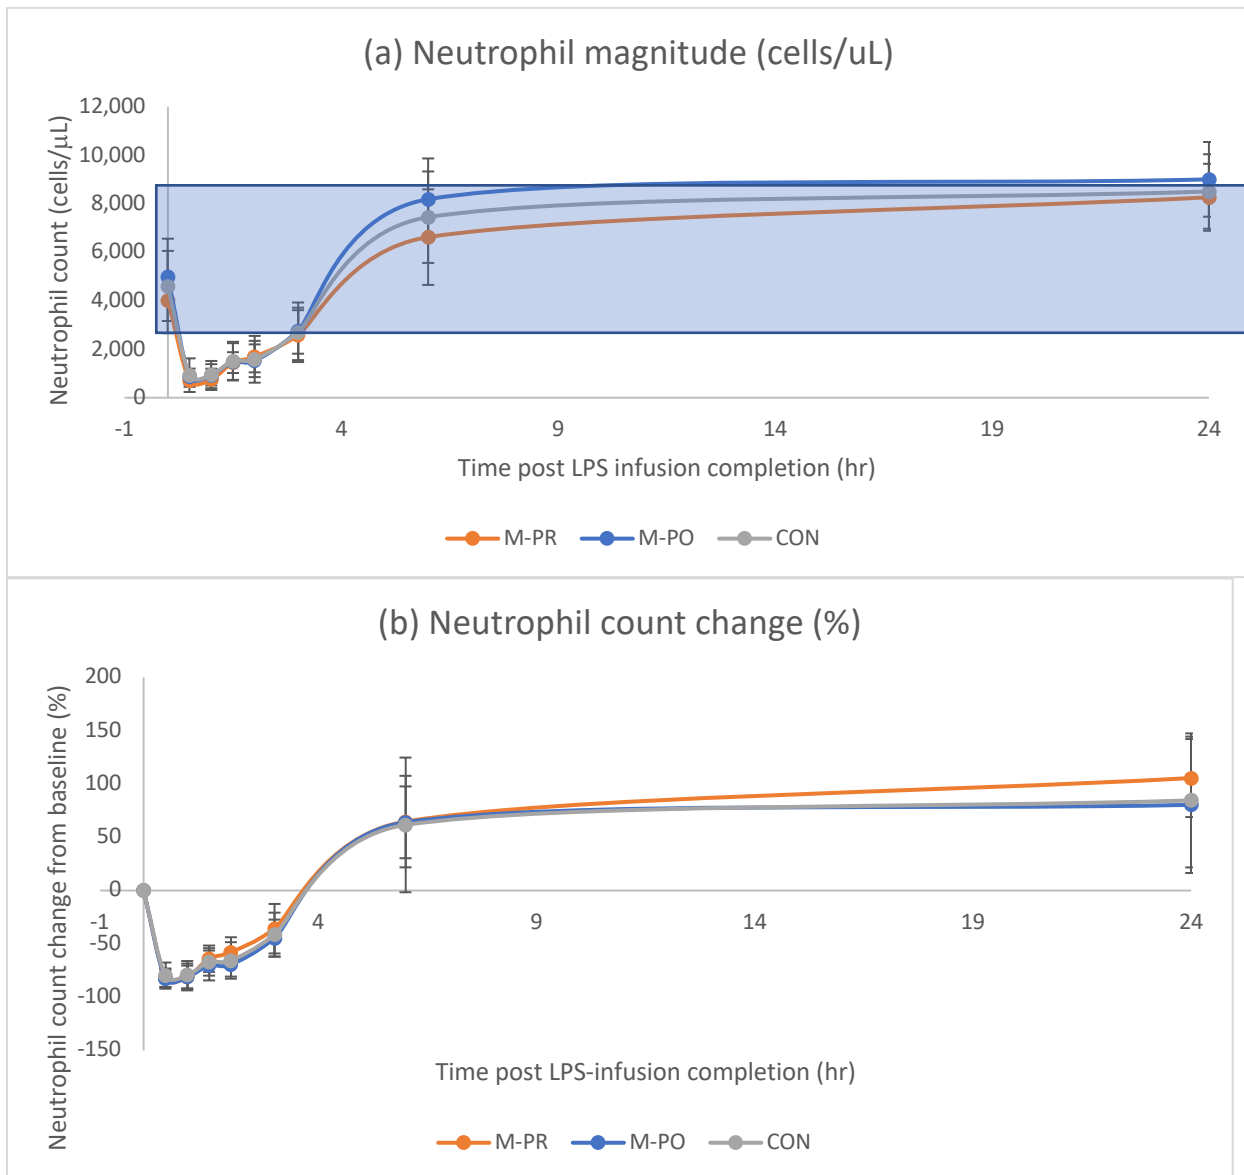 (a) Neutrophil magnitude (cells/uL)
Neutrophil count (cells/µL)
12,000
10,000
8,000
6,000
4,000
2,000
0
-1 4 9 14 19 24
Time post LPS infusion completion (hr)
M-PR M-PO CON
(b) Neutrophil count change (%)
Neutrophil count change from baseline (%)
200
150
100
50
0
-50
-100
-150
-1 4 9 14 19 24
Time post LPS-infusion completion (hr)
M-PR M-PO CON